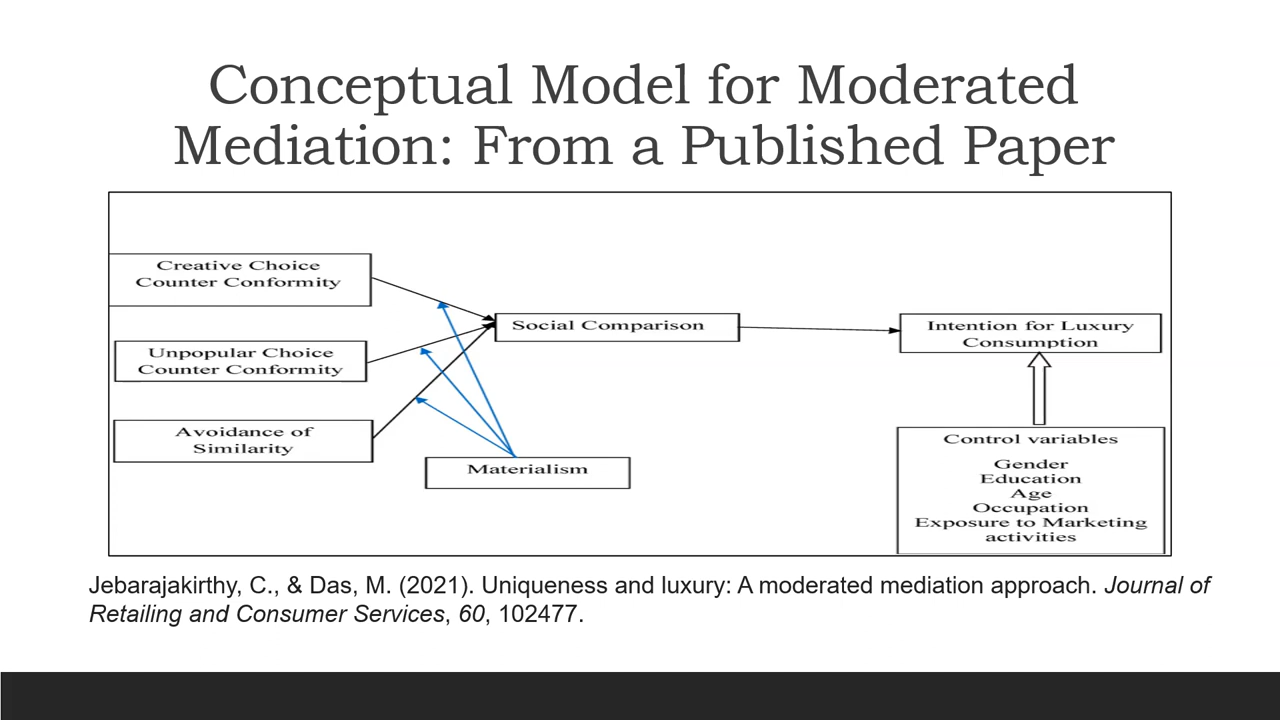 Conceptual Model for Moderated
Mediation: From a Published Paper
Creative Choice
Counter Conformity
Unpopular Choice
Counter Conformity
Avoidance of
Similarity
Social Comparison
Materialism
Intention for Luxury
Consumption
Control variables
Gender
Education
Age
Occupation
Exposure to Marketing
activities
Jebarajakirthy, C., & Das, M. (2021). Uniqueness and luxury: A moderated mediation approach. Journal of
Retailing and Consumer Services, 60, 102477.